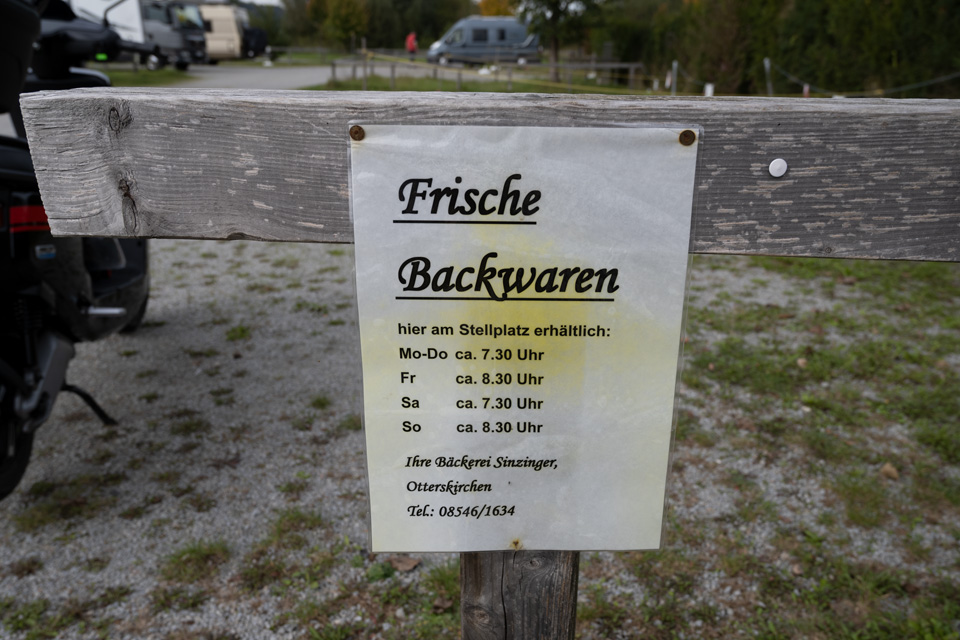 Frische
Backwaren
hier am Stellplatz erhältlich:
Mo-Do ca. 7.30 Uhr
Fr ca. 8.30 Uhr
Sa ca. 7.30 Uhr
So ca. 8.30 Uhr
Ihre Bäckerei Sinzinger,
Otterskirchen
Tel.: 08546/1634